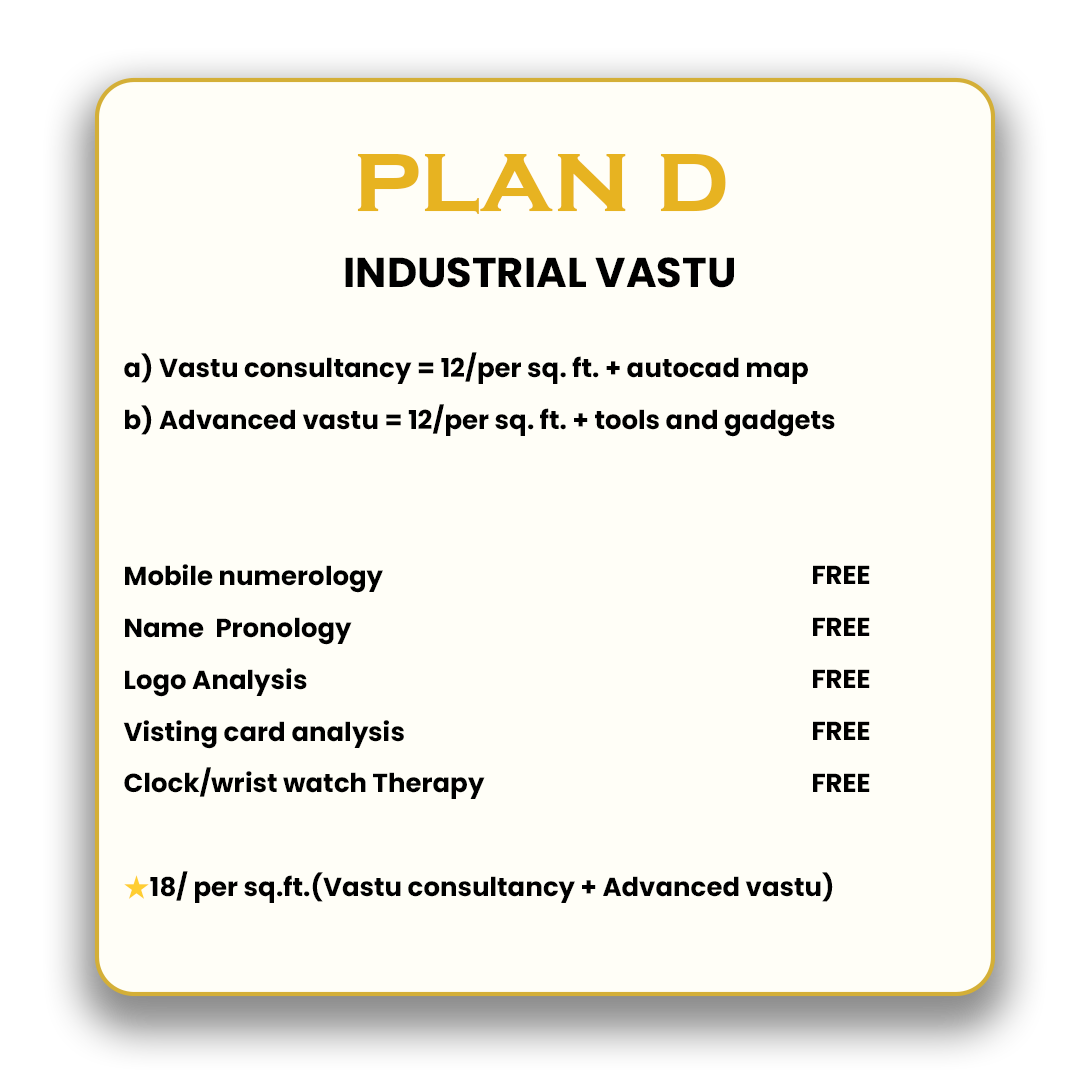 PLAN D
INDUSTRIAL VASTU
a) Vastu consultancy = 12/per sq. ft. + autocad map
b) Advanced vastu = 12/per sq. ft. + tools and gadgets
Mobile numerology FREE
Name  Pronology FREE
Logo Analysis FREE
Visting card analysis FREE
Clock/wrist watch Therapy FREE
★18/ per sq.ft.(Vastu consultancy + Advanced vastu)